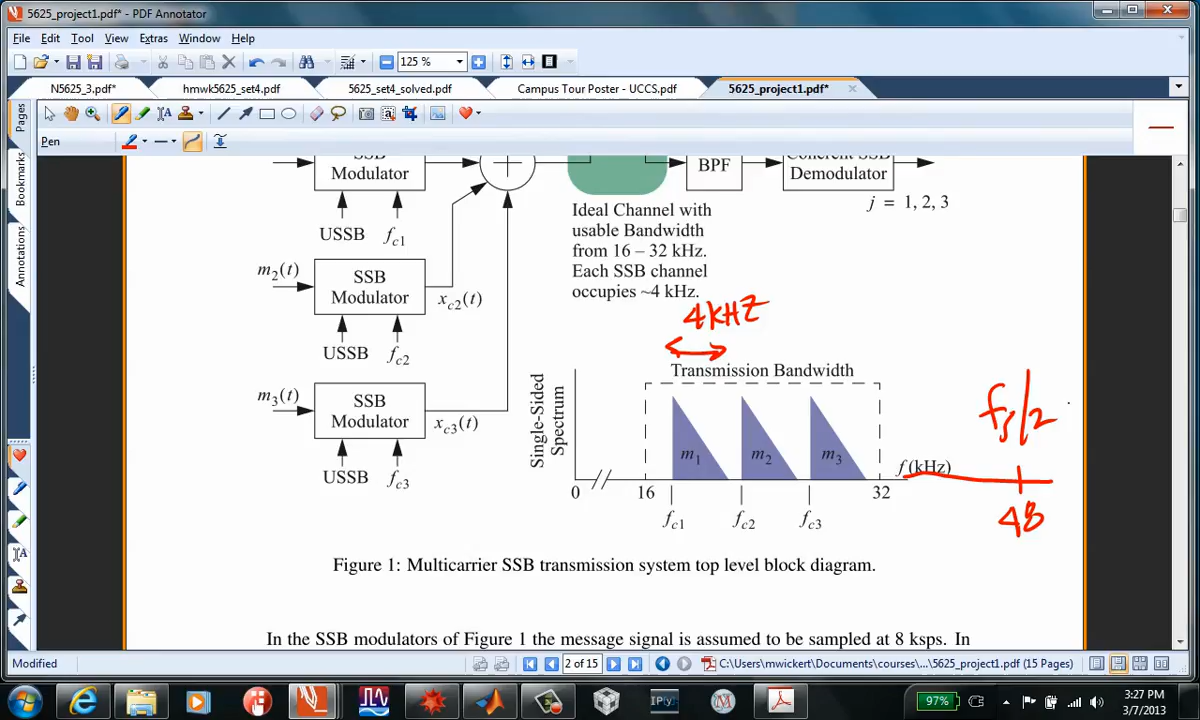 5625_project1.pdf* - PDF Annotator
File Edit Tool View Extras Window Help
125 %
N5625_3.pdf* hmwk5625_set4.pdf 5625_set4_solved.pdf Campus Tour Poster - UCCS.pdf 5625_project1.pdf*
Pen
Pages
Bookmarks
Annotations
SSB
Modulator
USSB fc1
m2(t)
SSB
Modulator
xc2(t)
USSB fc2
m3(t)
SSB
Modulator
xc3(t)
USSB fc3
+
BPF
Coherent SSB
Demodulator
j = 1, 2, 3
Ideal Channel with
usable Bandwidth
from 16 – 32 kHz.
Each SSB channel
occupies ~4 kHz.
4kHz
Transmission Bandwidth
Single-Sided
Spectrum
m1 m2 m3
f (kHz)
fs/2
0 16 32
48
fc1 fc2 fc3
Figure 1: Multicarrier SSB transmission system top level block diagram.
In the SSB modulators of Figure 1 the message signal is assumed to be sampled at 8 ksps. In
Modified
2 of 15
C:\Users\mwickert\Documents\courses\...\5625_project1.pdf (15 Pages)
97%
3:27 PM
3/7/2013